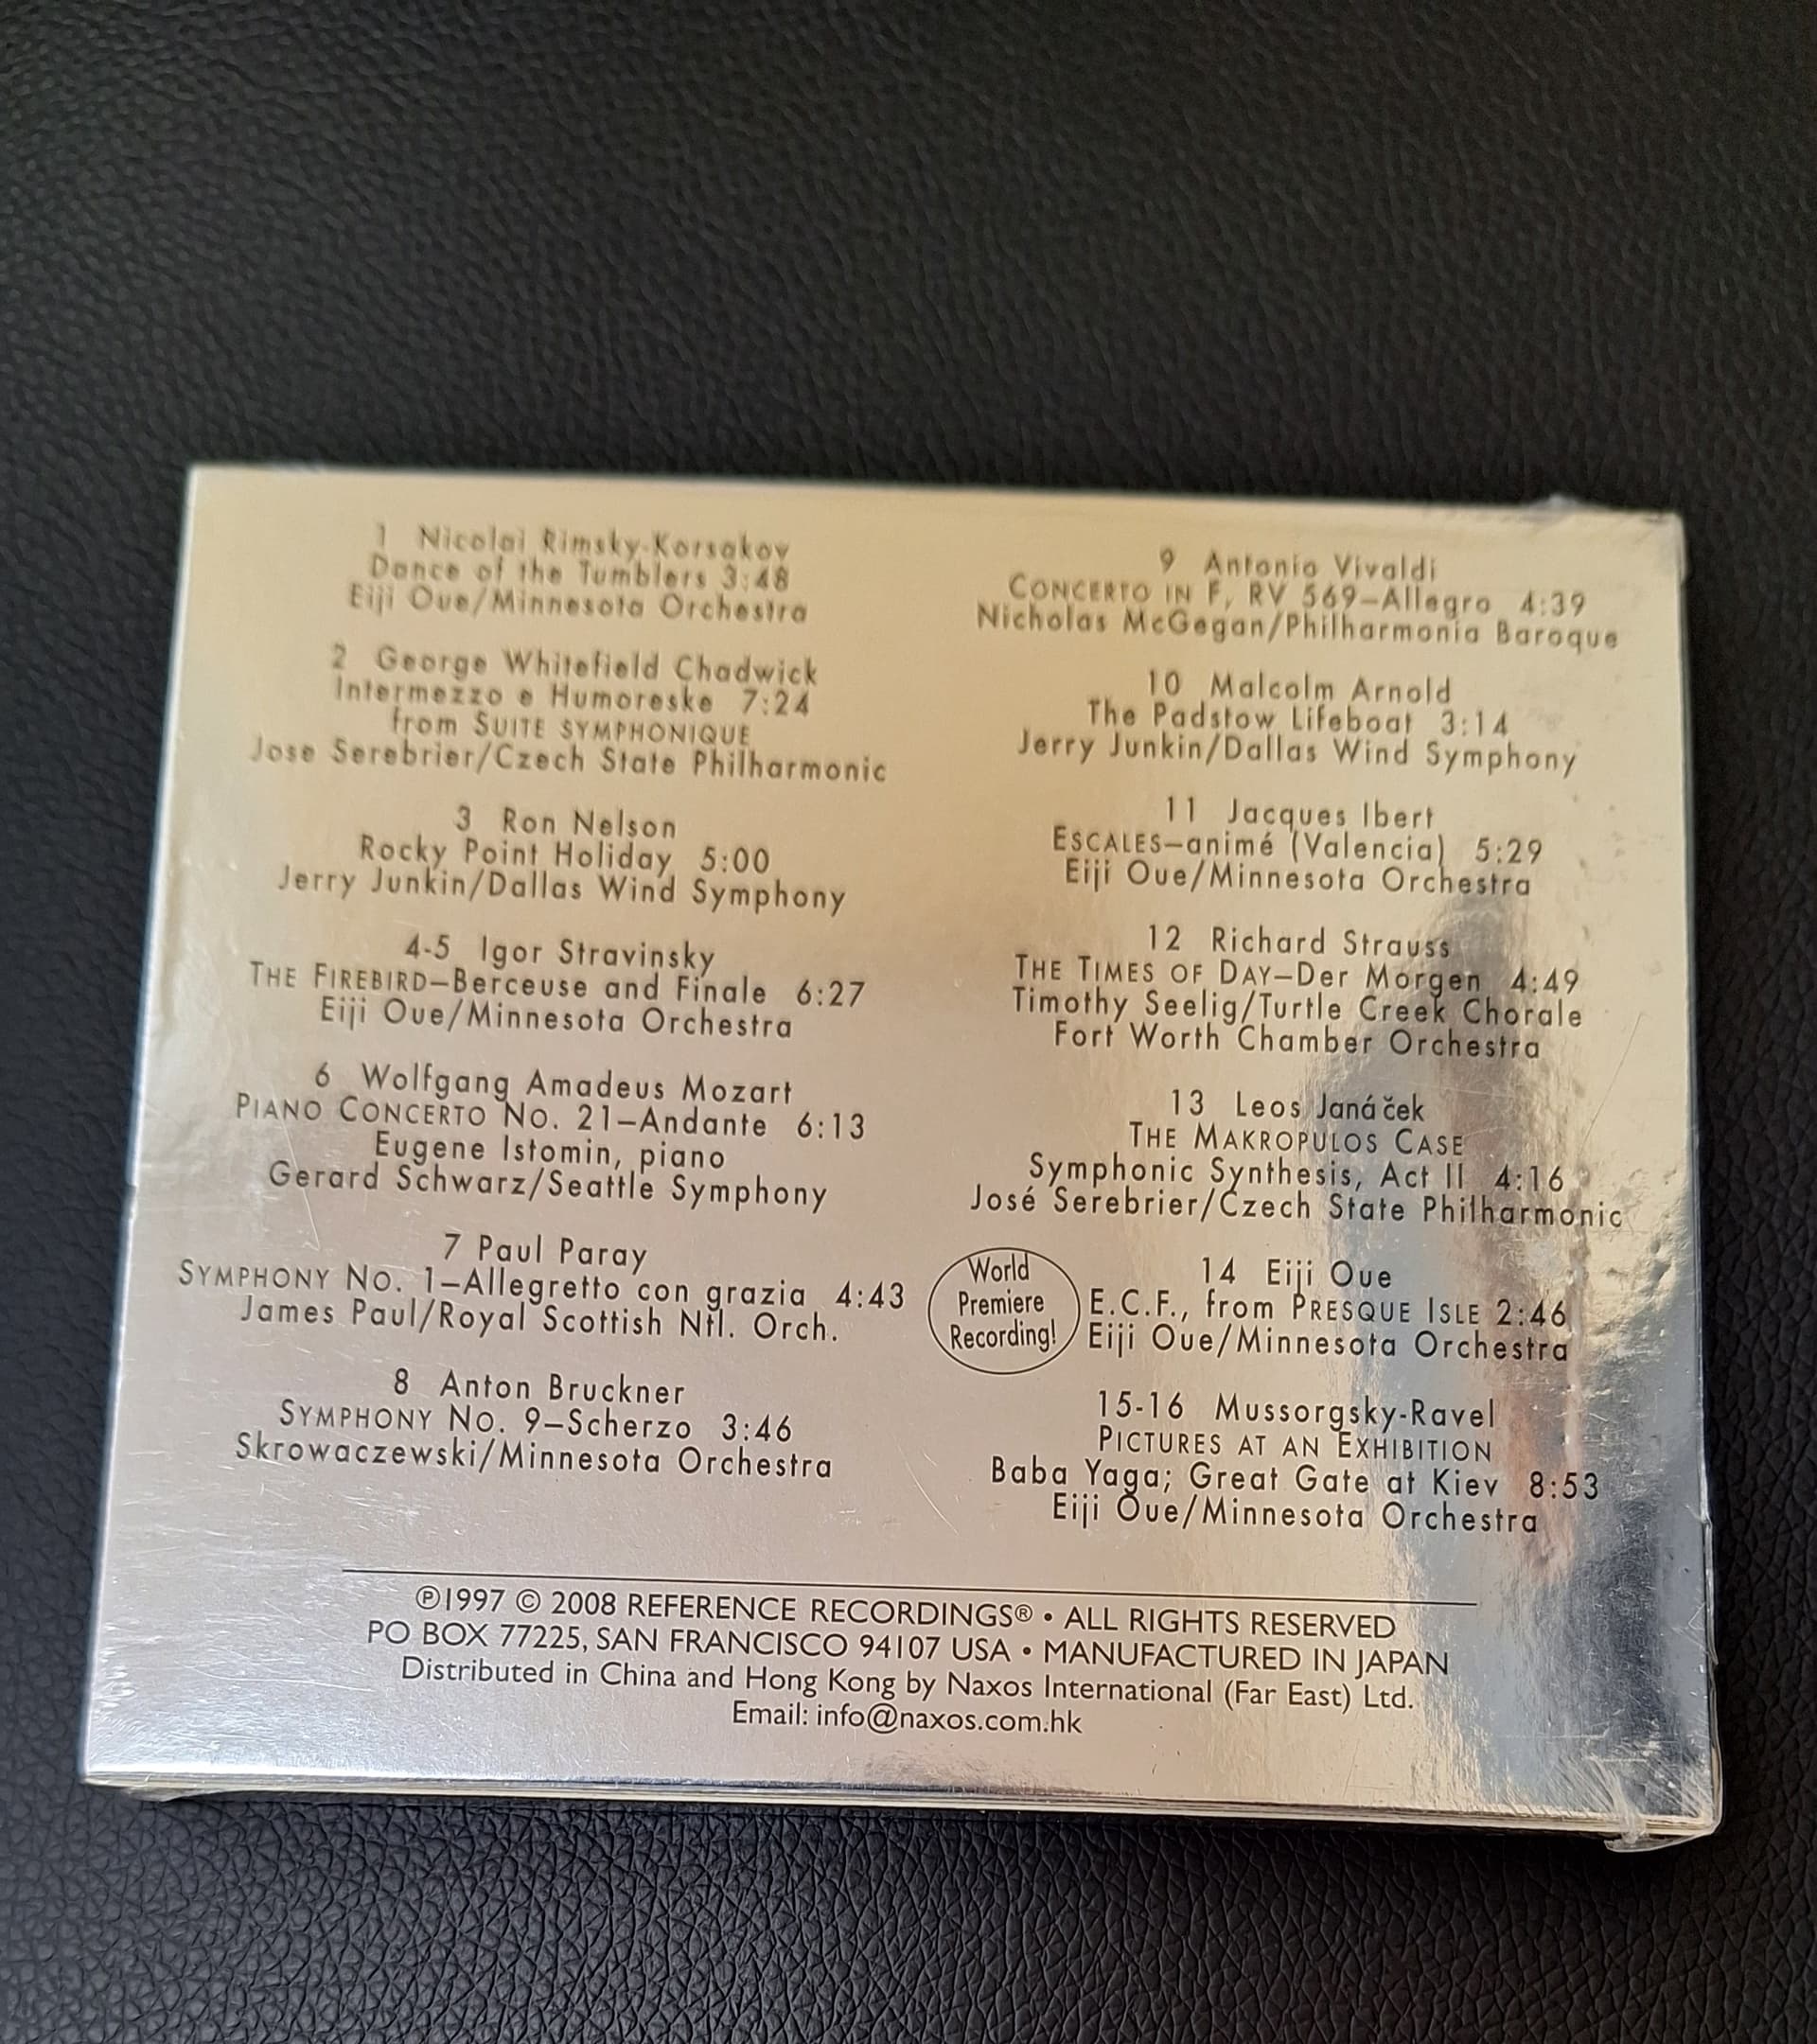 1 Nicolai Rimsky-Korsakov
Dance of the Tumblers 3:48
Eiji Oue/Minnesota Orchestra
2 George Whitefield Chadwick
Intermezzo e Humoreske 7:24
from SUITE SYMPHONIQUE
Jose Serebrier/Czech State Philharmonic
3 Ron Nelson
Rocky Point Holiday 5:00
Jerry Junkin/Dallas Wind Symphony
4-5 Igor Stravinsky
THE FIREBIRD–Berceuse and Finale 6:27
Eiji Oue/Minnesota Orchestra
6 Wolfgang Amadeus Mozart
PIANO CONCERTO NO. 21–Andante 6:13
Eugene Istomin, piano
Gerard Schwarz/Seattle Symphony
7 Paul Paray
SYMPHONY NO. 1–Allegretto con grazia 4:43
James Paul/Royal Scottish Ntl. Orch.
8 Anton Bruckner
SYMPHONY NO. 9–Scherzo 3:46
Skrowaczewski/Minnesota Orchestra
9 Antonio Vivaldi
CONCERTO IN F, RV 569–Allegro 4:39
Nicholas McGegan/Philharmonia Baroque
10 Malcolm Arnold
The Padstow Lifeboat 3:14
Jerry Junkin/Dallas Wind Symphony
11 Jacques Ibert
ESCALES–animé (Valencia) 5:29
Eiji Oue/Minnesota Orchestra
12 Richard Strauss
THE TIMES OF DAY–Der Morgen 4:49
Timothy Seelig/Turtle Creek Chorale
Fort Worth Chamber Orchestra
13 Leos Janáček
THE MAKROPULOS CASE
Symphonic Synthesis, Act II 4:16
José Serebrier/Czech State Philharmonic
World
Premiere
Recording!
14 Eiji Oue
E.C.F., from PRESQUE ISLE 2:46
Eiji Oue/Minnesota Orchestra
15-16 Mussorgsky-Ravel
PICTURES AT AN EXHIBITION
Baba Yaga; Great Gate at Kiev 8:53
Eiji Oue/Minnesota Orchestra
℗1997 © 2008 REFERENCE RECORDINGS® • ALL RIGHTS RESERVED
PO BOX 77225, SAN FRANCISCO 94107 USA • MANUFACTURED IN JAPAN
Distributed in China and Hong Kong by Naxos International (Far East) Ltd.
Email: info@naxos.com.hk